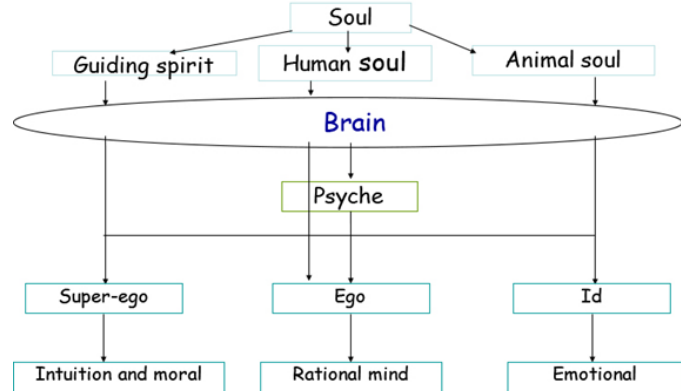 Soul
Guiding spirit
Human soul
Animal soul
Brain
Psyche
Super-ego
Ego
Id
Intuition and moral
Rational mind
Emotional